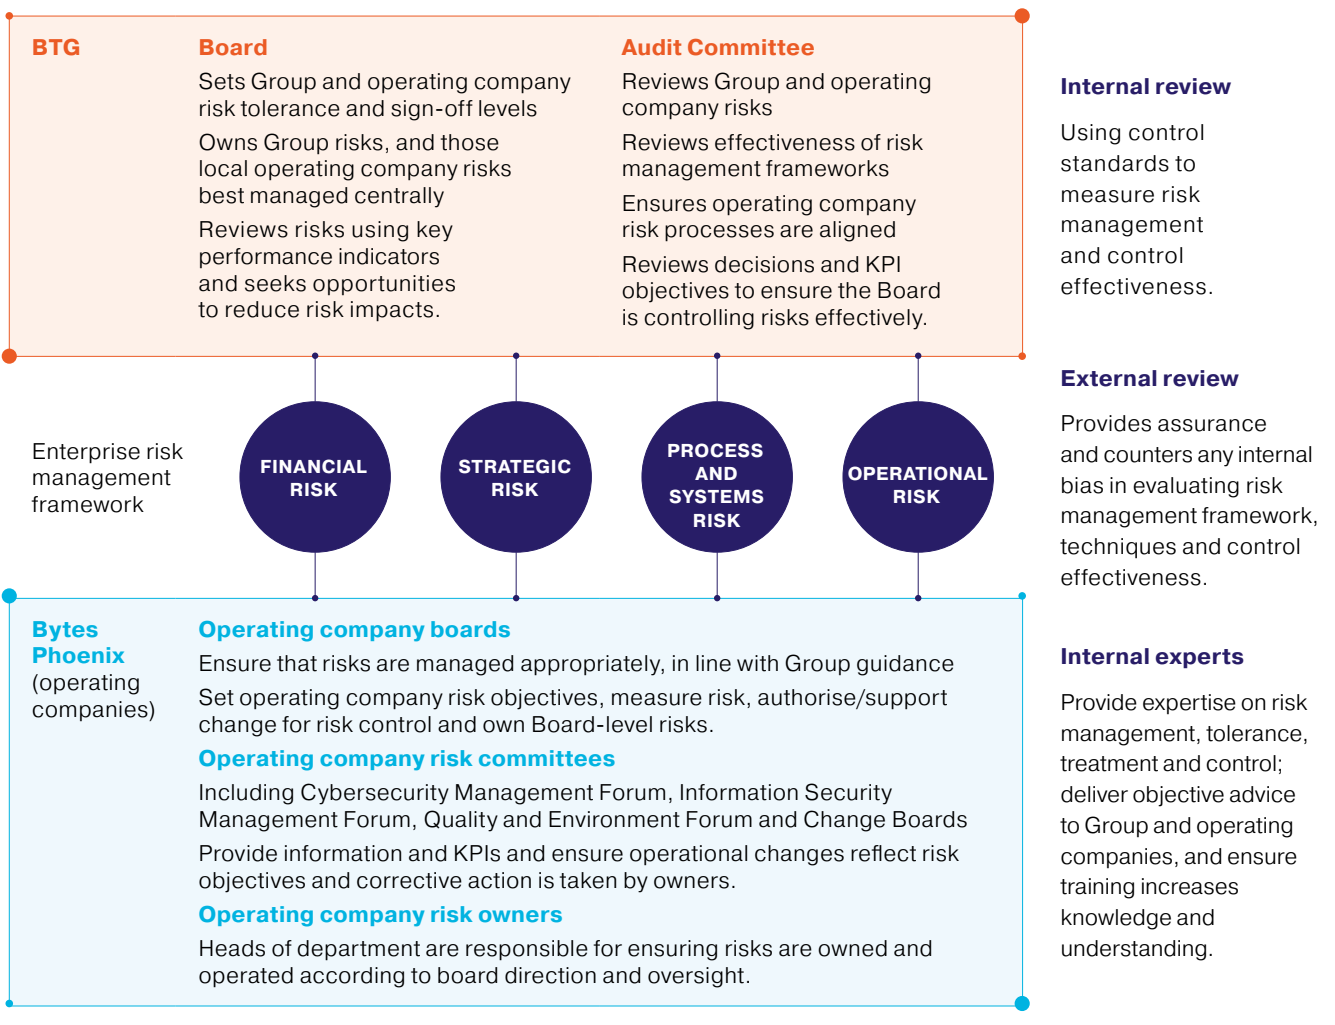 BTG
Board
Sets Group and operating company
risk tolerance and sign-off levels
Owns Group risks, and those
local operating company risks
best managed centrally
Reviews risks using key
performance indicators
and seeks opportunities
to reduce risk impacts.
Audit Committee
Reviews Group and operating
company risks
Reviews effectiveness of risk
management frameworks
Ensures operating company
risk processes are aligned
Reviews decisions and KPI
objectives to ensure the Board
is controlling risks effectively.
Enterprise risk
management
framework
FINANCIAL
RISK
STRATEGIC
RISK
PROCESS
AND
SYSTEMS
RISK
OPERATIONAL
RISK
Bytes
Phoenix
(operating
companies)
Operating company boards
Ensure that risks are managed appropriately, in line with Group guidance
Set operating company risk objectives, measure risk, authorise/support
change for risk control and own Board-level risks.
Operating company risk committees
Including Cybersecurity Management Forum, Information Security
Management Forum, Quality and Environment Forum and Change Boards
Provide information and KPIs and ensure operational changes reflect risk
objectives and corrective action is taken by owners.
Operating company risk owners
Heads of department are responsible for ensuring risks are owned and
operated according to board direction and oversight.
Internal review
Using control
standards to
measure risk
management
and control
effectiveness.
External review
Provides assurance
and counters any internal
bias in evaluating risk
management framework,
techniques and control
effectiveness.
Internal experts
Provide expertise on risk
management, tolerance,
treatment and control;
deliver objective advice
to Group and operating
companies, and ensure
training increases
knowledge and
understanding.